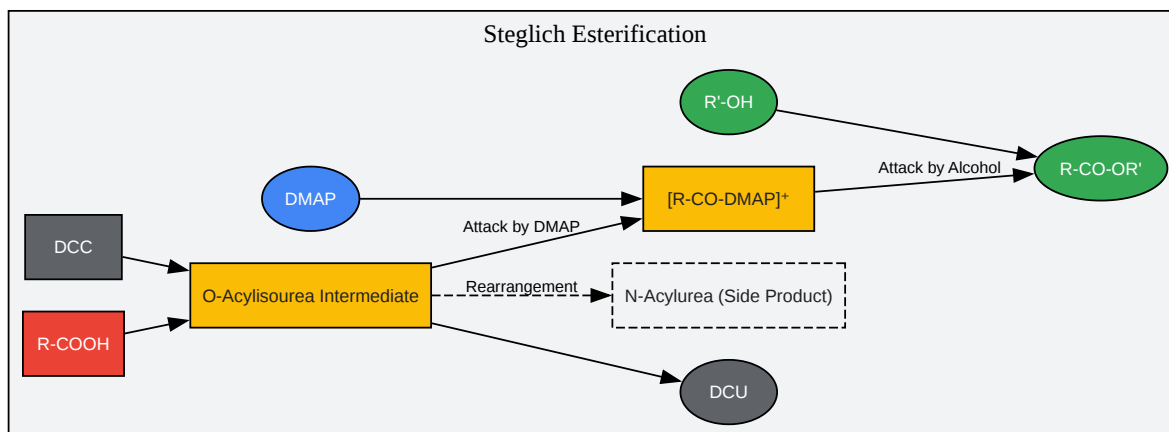 Steglich Esterification
R'-OH
Attack by Alcohol
R-CO-OR'
DMAP
[R-CO-DMAP]⁺
Attack by DMAP
DCC
O-Acylisourea Intermediate
Rearrangement
N-Acylurea (Side Product)
R-COOH
DCU